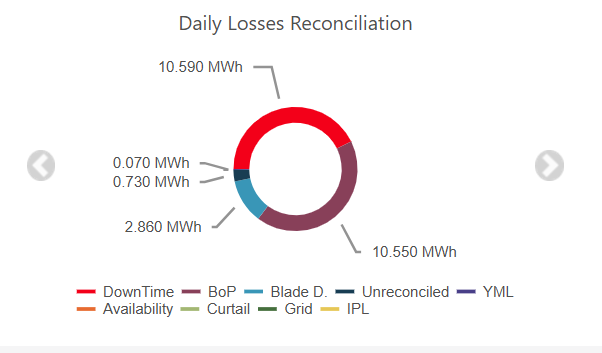 Daily Losses Reconciliation
10.590 MWh
0.070 MWh
0.730 MWh
2.860 MWh
10.550 MWh
DownTime BoP Blade D. Unreconciled YML
Availability Curtail Grid IPL